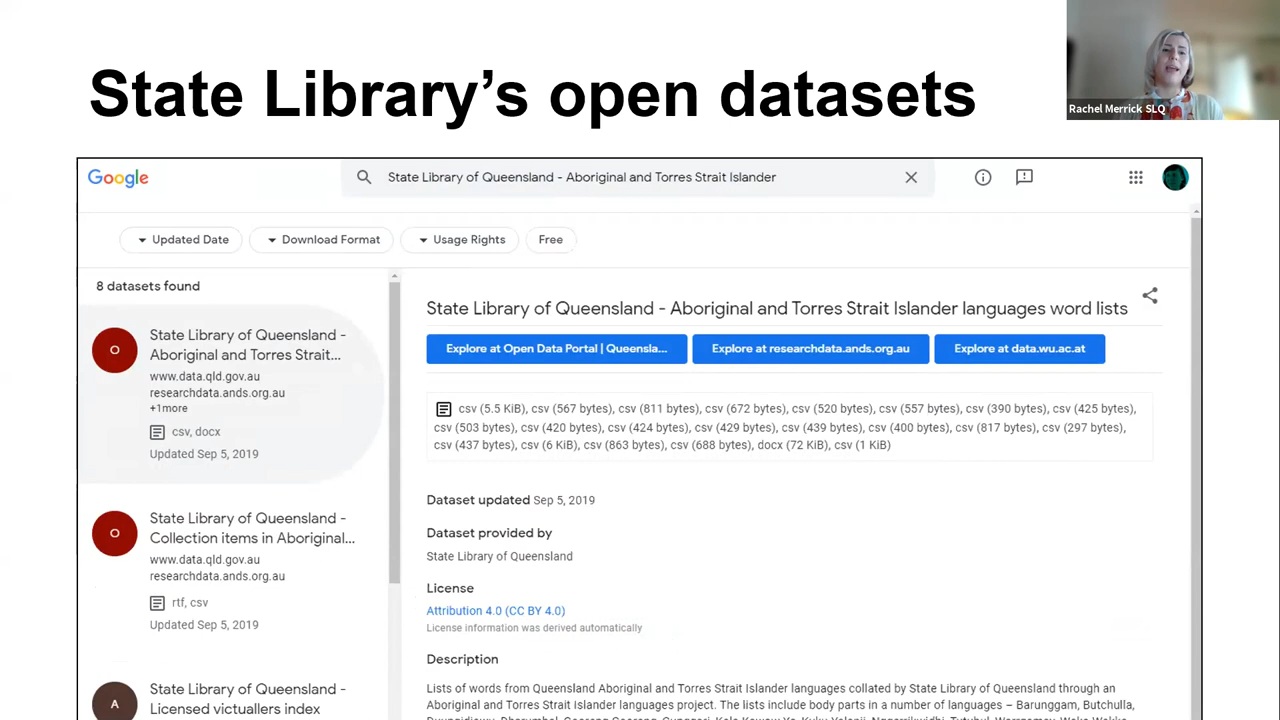 State Library's open datasets
Rachel Merrick SLQ
Google
State Library of Queensland - Aboriginal and Torres Strait Islander
Updated Date
Download Format
Usage Rights
Free
8 datasets found
State Library of Queensland -
Aboriginal and Torres Strait...
www.data.qld.gov.au
researchdata.ands.org.au
+1more
csv, docx
Updated Sep 5, 2019
O
State Library of Queensland -
Collection items in Aboriginal...
www.data.qld.gov.au
researchdata.ands.org.au
rtf, csv
Updated Sep 5, 2019
O
State Library of Queensland -
Licensed victuallers index
A
State Library of Queensland - Aboriginal and Torres Strait Islander languages word lists
Explore at Open Data Portal | Queensla...
Explore at researchdata.ands.org.au
Explore at data.wu.ac.at
csv (5.5 KiB), csv (567 bytes), csv (811 bytes), csv (672 bytes), csv (520 bytes), csv (557 bytes), csv (390 bytes), csv (425 bytes),
csv (503 bytes), csv (420 bytes), csv (424 bytes), csv (429 bytes), csv (439 bytes), csv (400 bytes), csv (817 bytes), csv (297 bytes),
csv (437 bytes), csv (6 KiB), csv (863 bytes), csv (688 bytes), docx (72 KiB), csv (1 KiB)
Dataset updated Sep 5, 2019
Dataset provided by
State Library of Queensland
License
Attribution 4.0 (CC BY 4.0)
License information was derived automatically
Description
Lists of words from Queensland Aboriginal and Torres Strait Islander languages collated by State Library of Queensland through an
Aboriginal and Torres Strait Islander languages project. The lists include body parts in a number of languages – Barunggam, Butchulla,